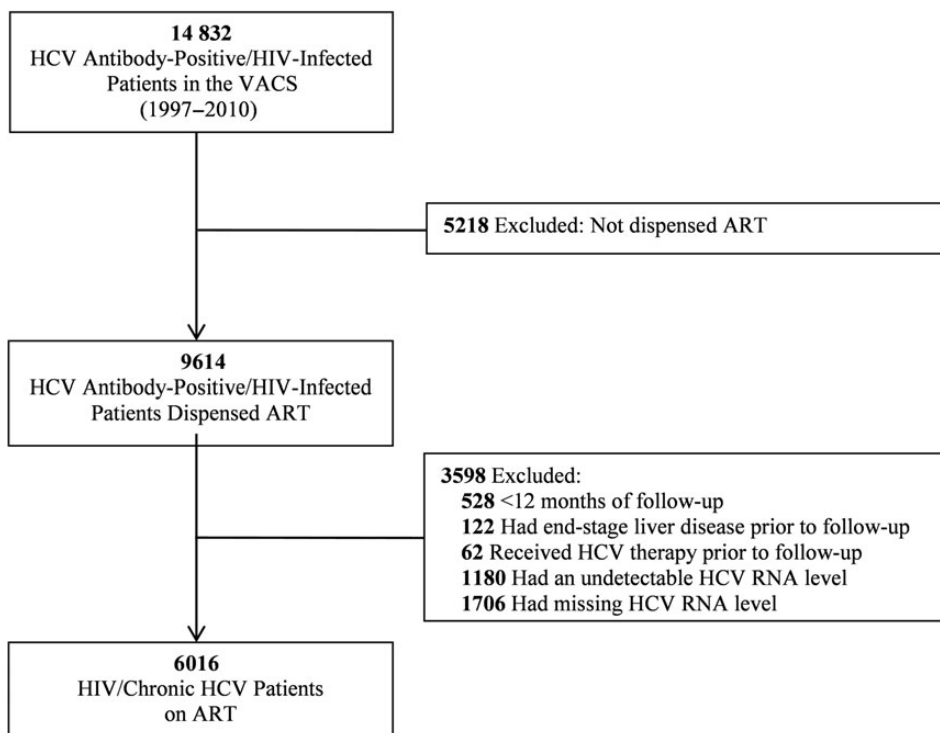 14 832
HCV Antibody-Positive/HIV-Infected
Patients in the VACS
(1997–2010)
5218 Excluded: Not dispensed ART
9614
HCV Antibody-Positive/HIV-Infected
Patients Dispensed ART
3598 Excluded:
528 <12 months of follow-up
122 Had end-stage liver disease prior to follow-up
62 Received HCV therapy prior to follow-up
1180 Had an undetectable HCV RNA level
1706 Had missing HCV RNA level
6016
HIV/Chronic HCV Patients
on ART